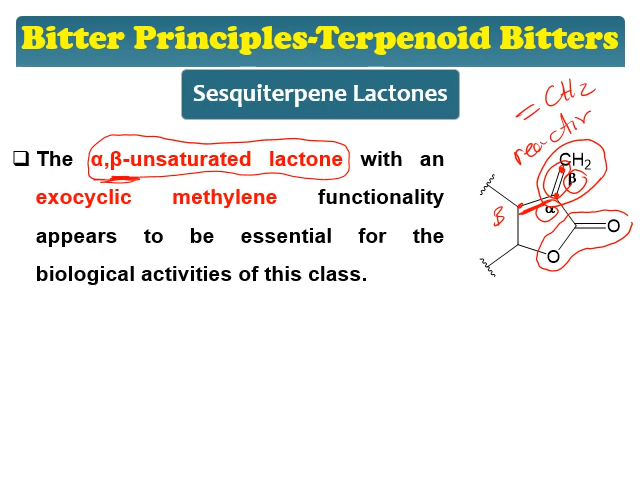 Bitter Principles-Terpenoid Bitters
Sesquiterpene Lactones
❑ The α,β-unsaturated lactone with an
exocyclic methylene functionality
appears to be essential for the
biological activities of this class.
= CH2
CH2
β
α
β
O
O